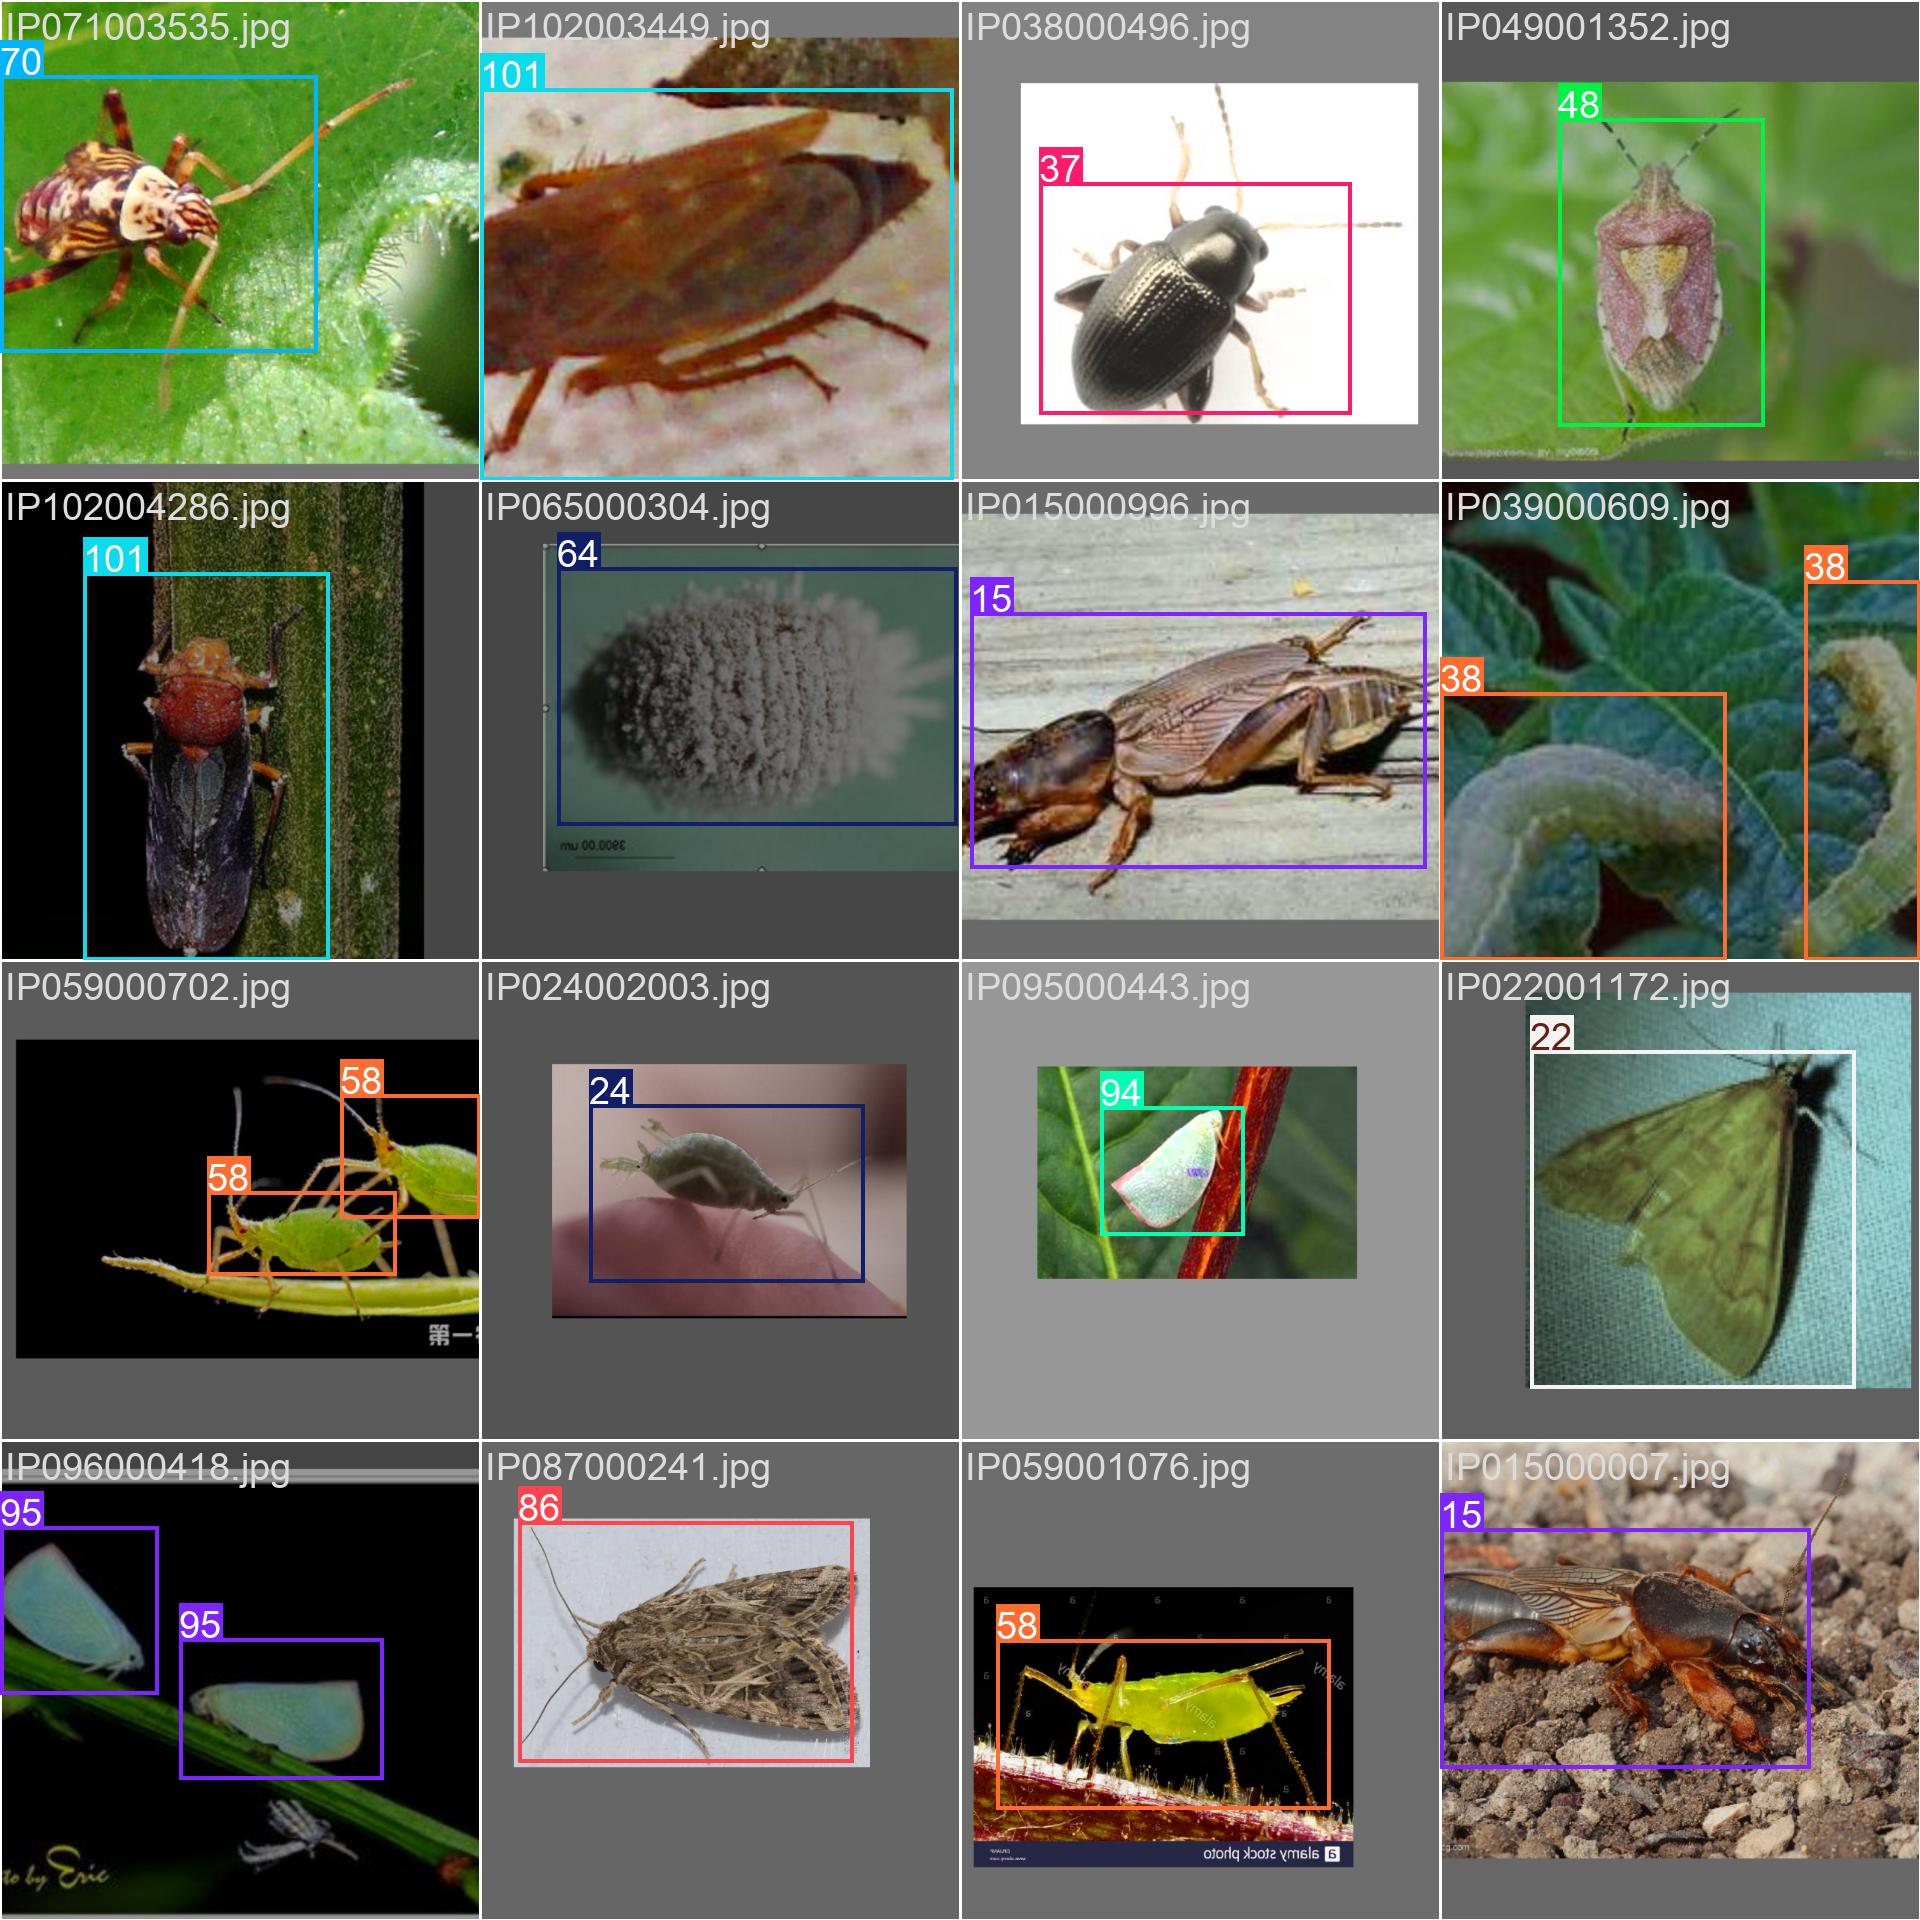 IP071003535.jpg
70
IP102003449.jpg
101
IP038000496.jpg
37
IP049001352.jpg
48
IP102004286.jpg
101
IP065000304.jpg
64
3900.00 um
IP015000996.jpg
15
IP039000609.jpg
38
38
IP059000702.jpg
58
58
第一
IP024002003.jpg
24
IP095000443.jpg
94
IP022001172.jpg
22
IP096000418.jpg
95
95
to by Eric
IP087000241.jpg
86
IP059001076.jpg
58
alamy
alamy
alamy
a alamy stock photo
IP015000007.jpg
15